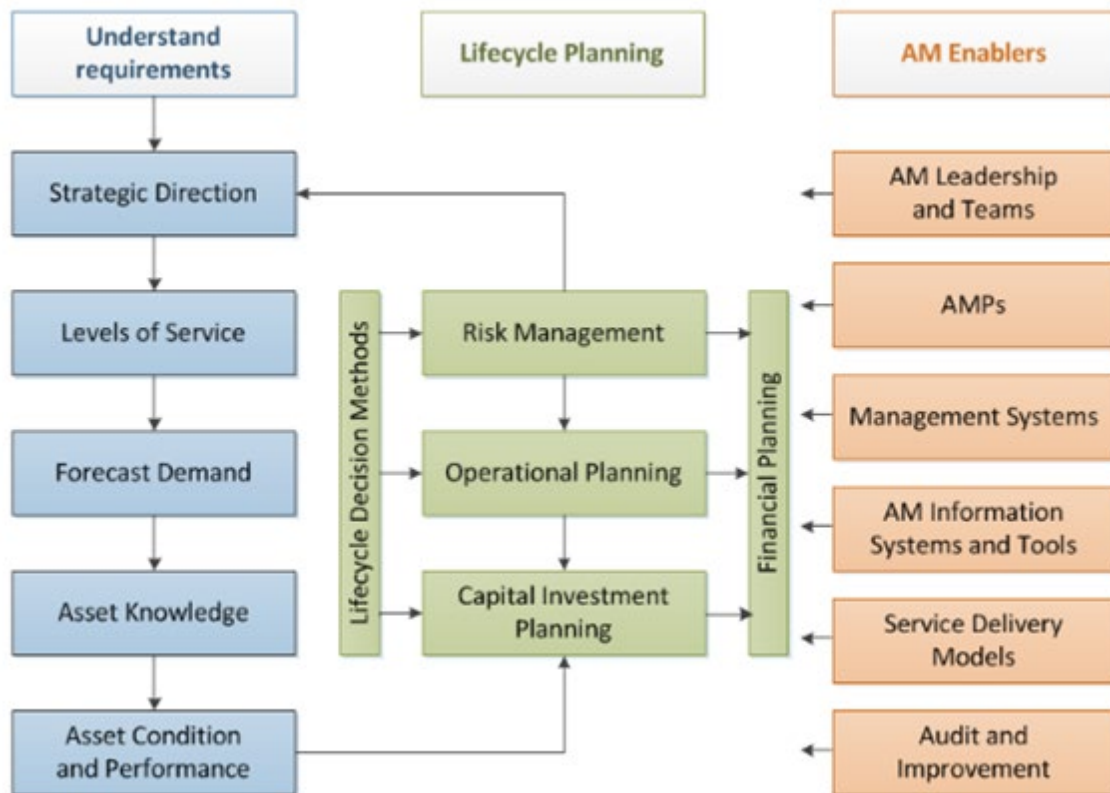 Understand
requirements
Lifecycle Planning
AM Enablers
Strategic Direction
AM Leadership
and Teams
Levels of Service
Lifecycle Decision Methods
Risk Management
Financial Planning
AMPs
Forecast Demand
Operational Planning
Management Systems
AM Information
Systems and Tools
Asset Knowledge
Capital Investment
Planning
Service Delivery
Models
Asset Condition
and Performance
Audit and
Improvement